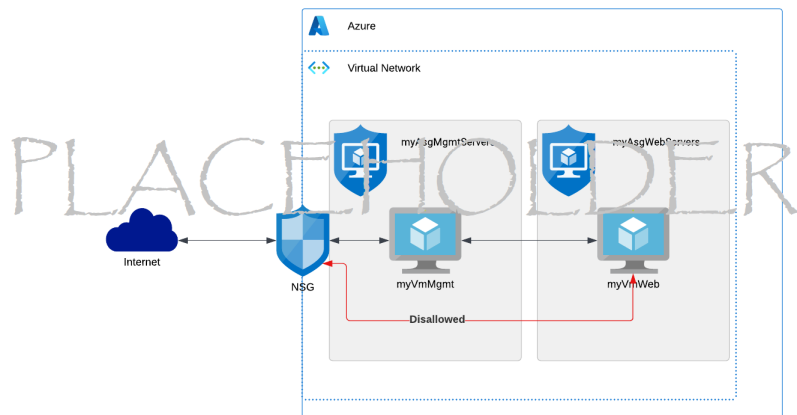 Azure
Virtual Network
myAsgMgmtServers
myAsgWebServers
PLACEHOLDER
Internet
NSG
myVmMgmt
myVmWeb
Disallowed